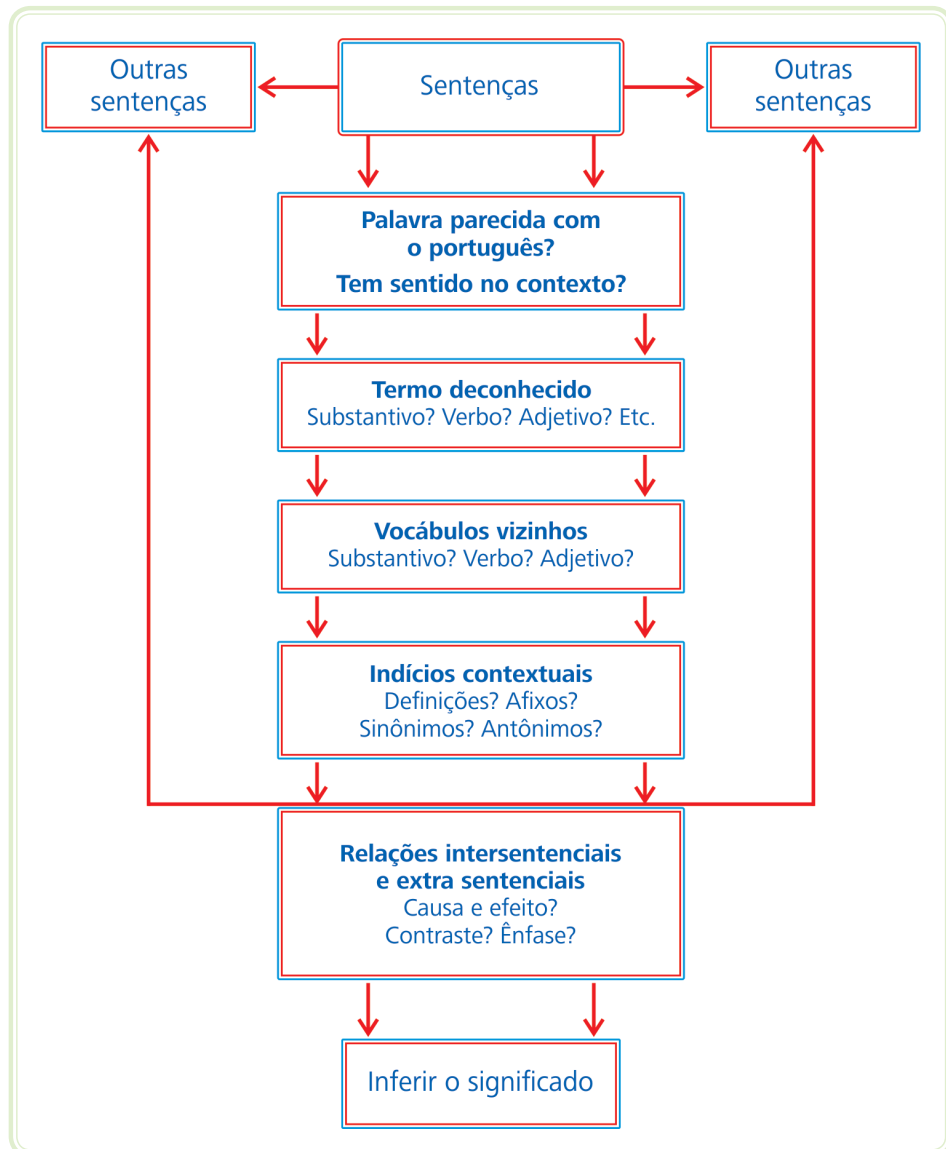 Outras
sentenças
Sentenças
Outras
sentenças
Palavra parecida com
o português?
Tem sentido no contexto?
Termo deconhecido
Substantivo? Verbo? Adjetivo? Etc.
Vocábulos vizinhos
Substantivo? Verbo? Adjetivo?
Indícios contextuais
Definições? Afixos?
Sinônimos? Antônimos?
Relações intersentenciais
e extra sentenciais
Causa e efeito?
Contraste? Ênfase?
Inferir o significado